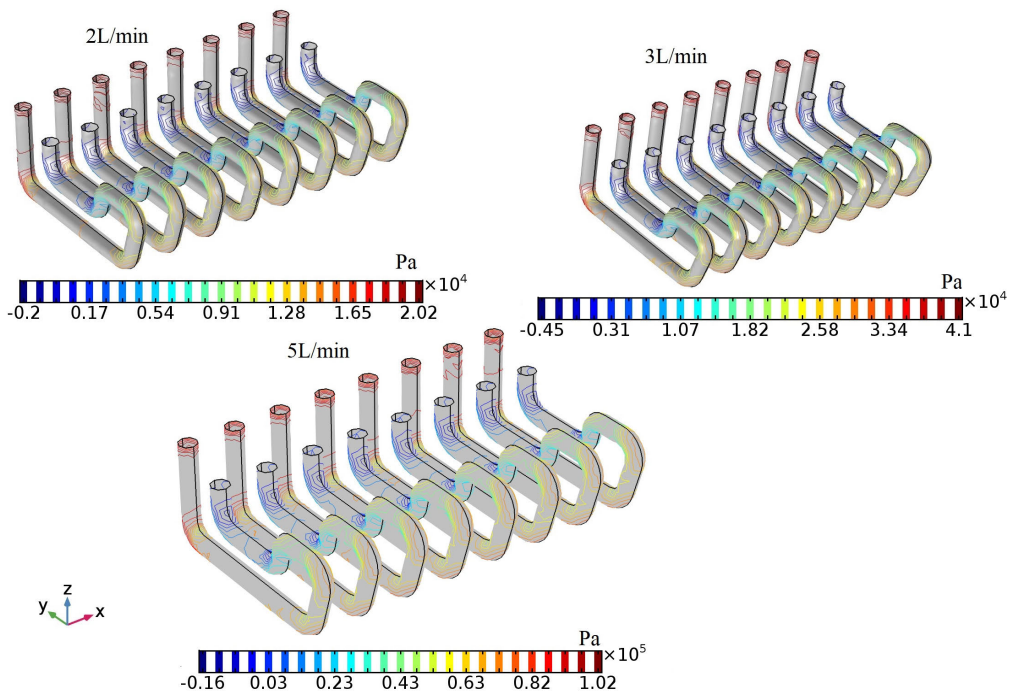 2L/min
3L/min
Pa
×10⁴
-0.2 0.17 0.54 0.91 1.28 1.65 2.02
Pa
×10⁴
-0.45 0.31 1.07 1.82 2.58 3.34 4.1
5L/min
z
y
x
Pa
×10⁵
-0.16 0.03 0.23 0.43 0.63 0.82 1.02